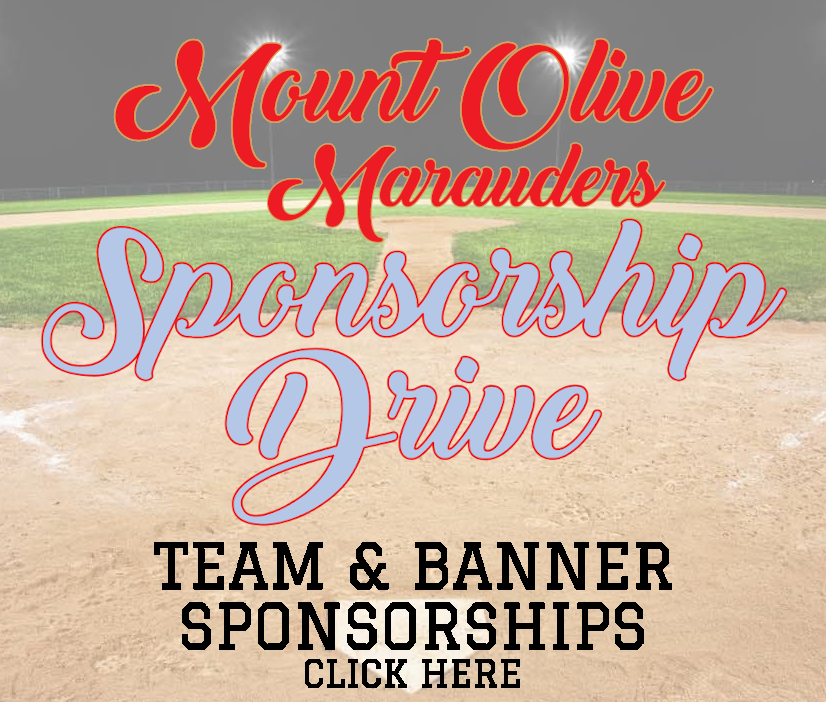 Mount Olive
Marauders
Sponsorship
Drive
TEAM & BANNER
SPONSORSHIPS
CLICK HERE